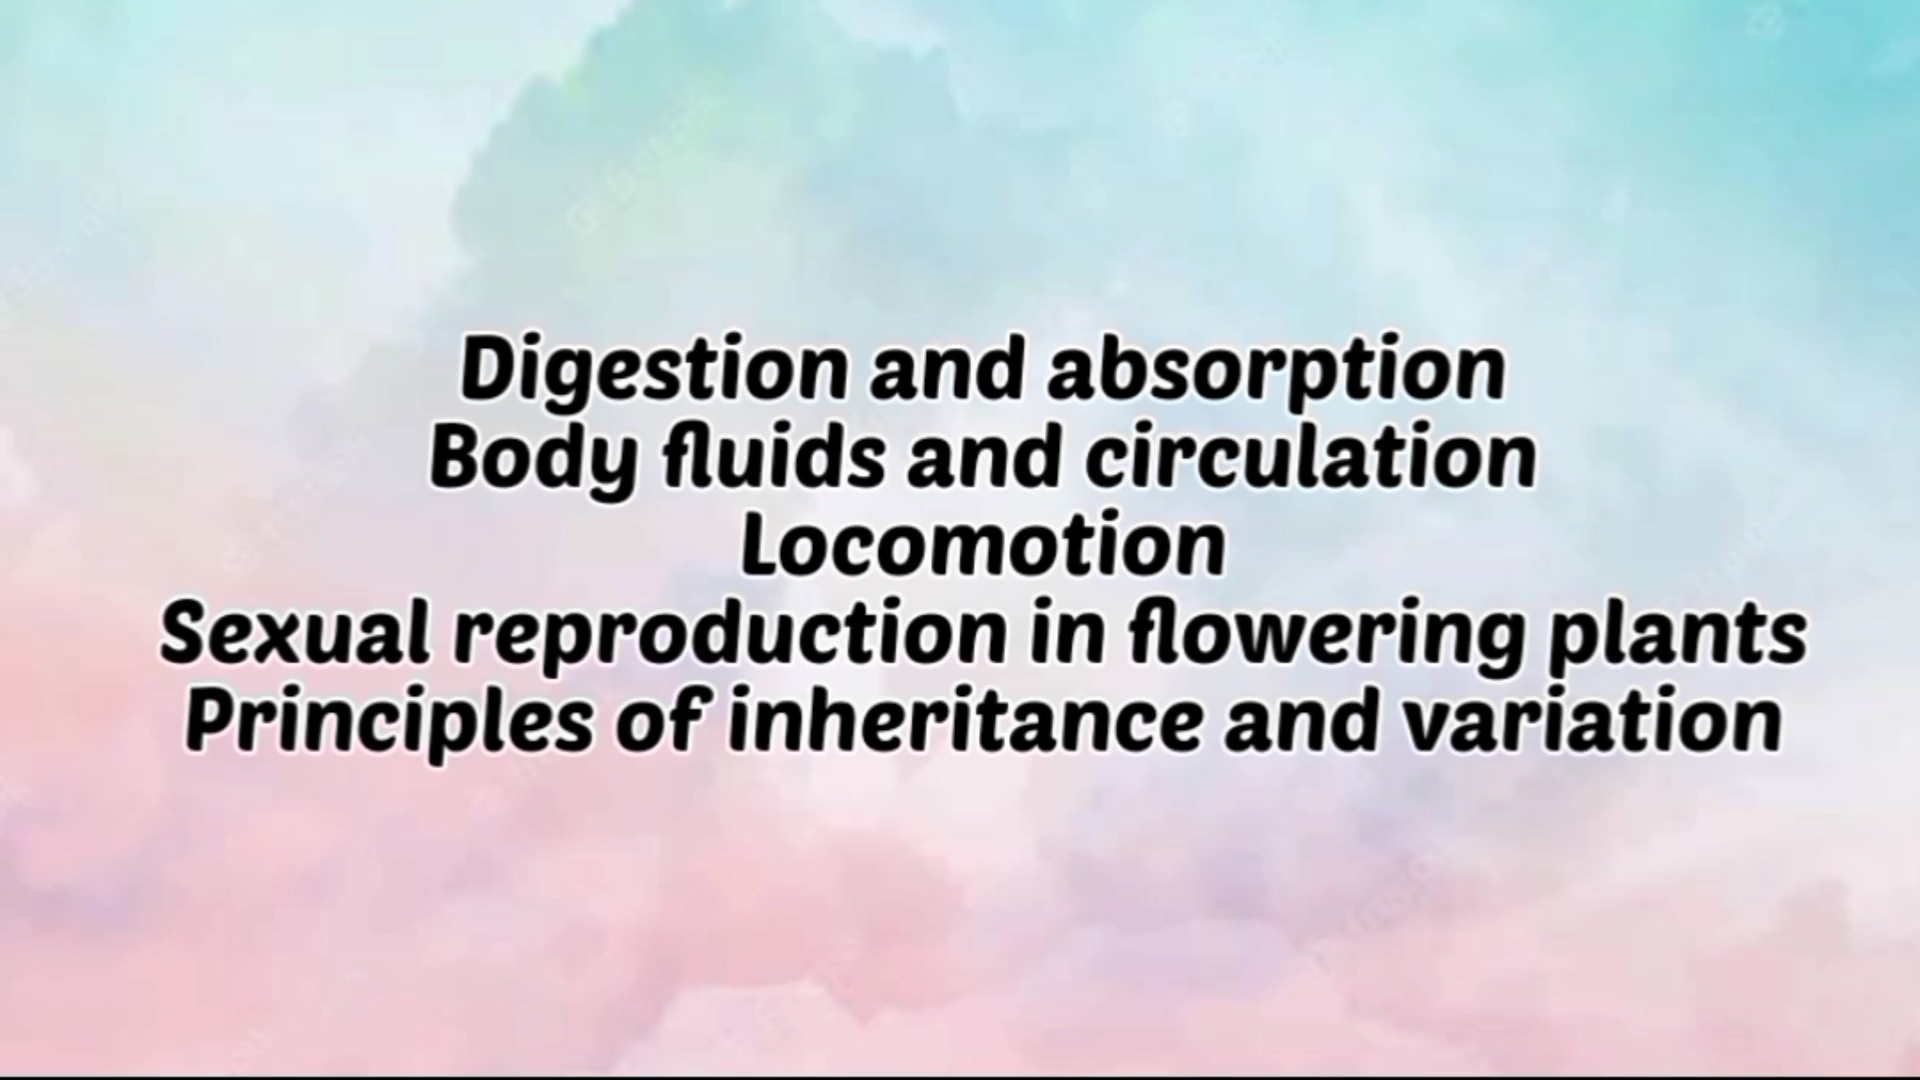 Digestion and absorption
Body fluids and circulation
Locomotion
Sexual reproduction in flowering plants
Principles of inheritance and variation